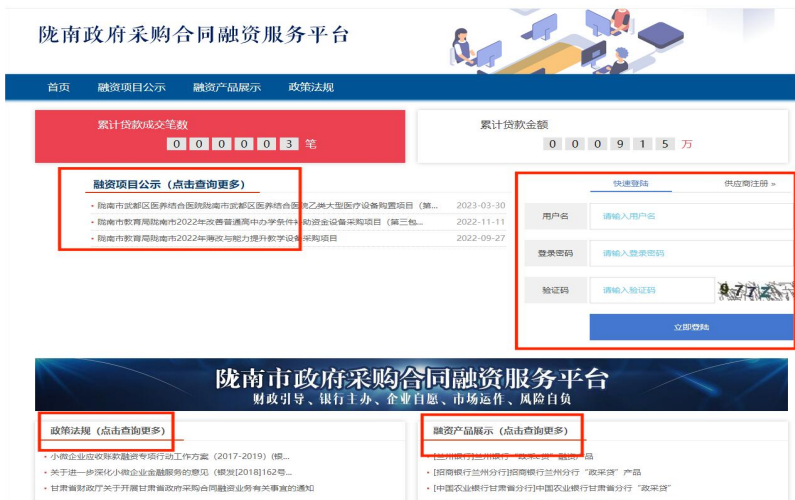 陇南政府采购合同融资服务平台
首页 融资项目公示 融资产品展示 政策法规
累计贷款成交笔数
0 0 0 0 0 3 笔
累计贷款金额
0 0 0 9 1 5 万
融资项目公示（点击查询更多）
• 陇南市武都区医养结合医院陇南市武都区医养结合医院乙类大型医疗设备购置项目（第... 2023-03-30
• 陇南市教育局陇南市2022年改善普通高中办学条件补助资金设备采购项目（第三包... 2022-11-11
• 陇南市教育局陇南市2022年薄改与能力提升教学设备采购项目 2022-09-27
快速登陆 供应商注册 »
用户名 请输入用户名
登录密码 请输入登录密码
验证码 请输入验证码 977Z
立即登陆
陇南市政府采购合同融资服务平台
财政引导、银行主办、企业自愿、市场运作、风险自负
政策法规（点击查询更多）
• 小微企业应收账款融资专项行动工作方案（2017-2019）(银...
• 关于进一步深化小微企业金融服务的意见（银发[2018]162号...
• 甘肃省财政厅关于开展甘肃省政府采购合同融资业务有关事宜的通知
融资产品展示（点击查询更多）
• [兰州银行]兰州银行“政采e贷”融资产品
• [招商银行兰州分行]招商银行兰州分行“政采贷”产品
• [中国农业银行甘肃省分行]中国农业银行甘肃省分行“政采贷”